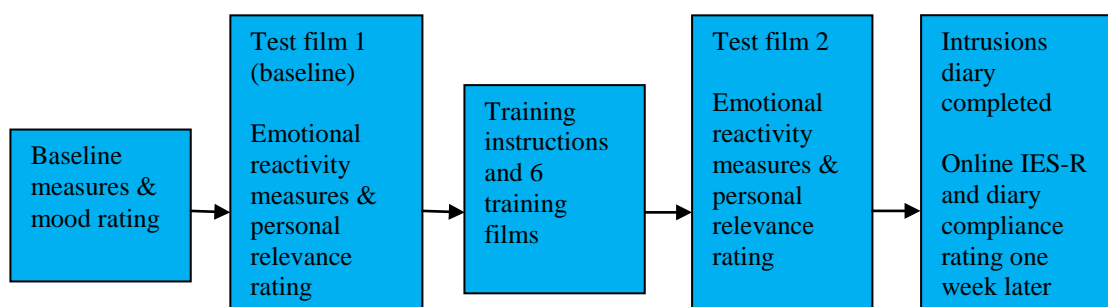 Baseline
measures &
mood rating
Test film 1
(baseline)
Emotional
reactivity
measures &
personal
relevance
rating
Training
instructions
and 6
training
films
Test film 2
Emotional
reactivity
measures &
personal
relevance
rating
Intrusions
diary
completed
Online IES-R
and diary
compliance
rating one
week later